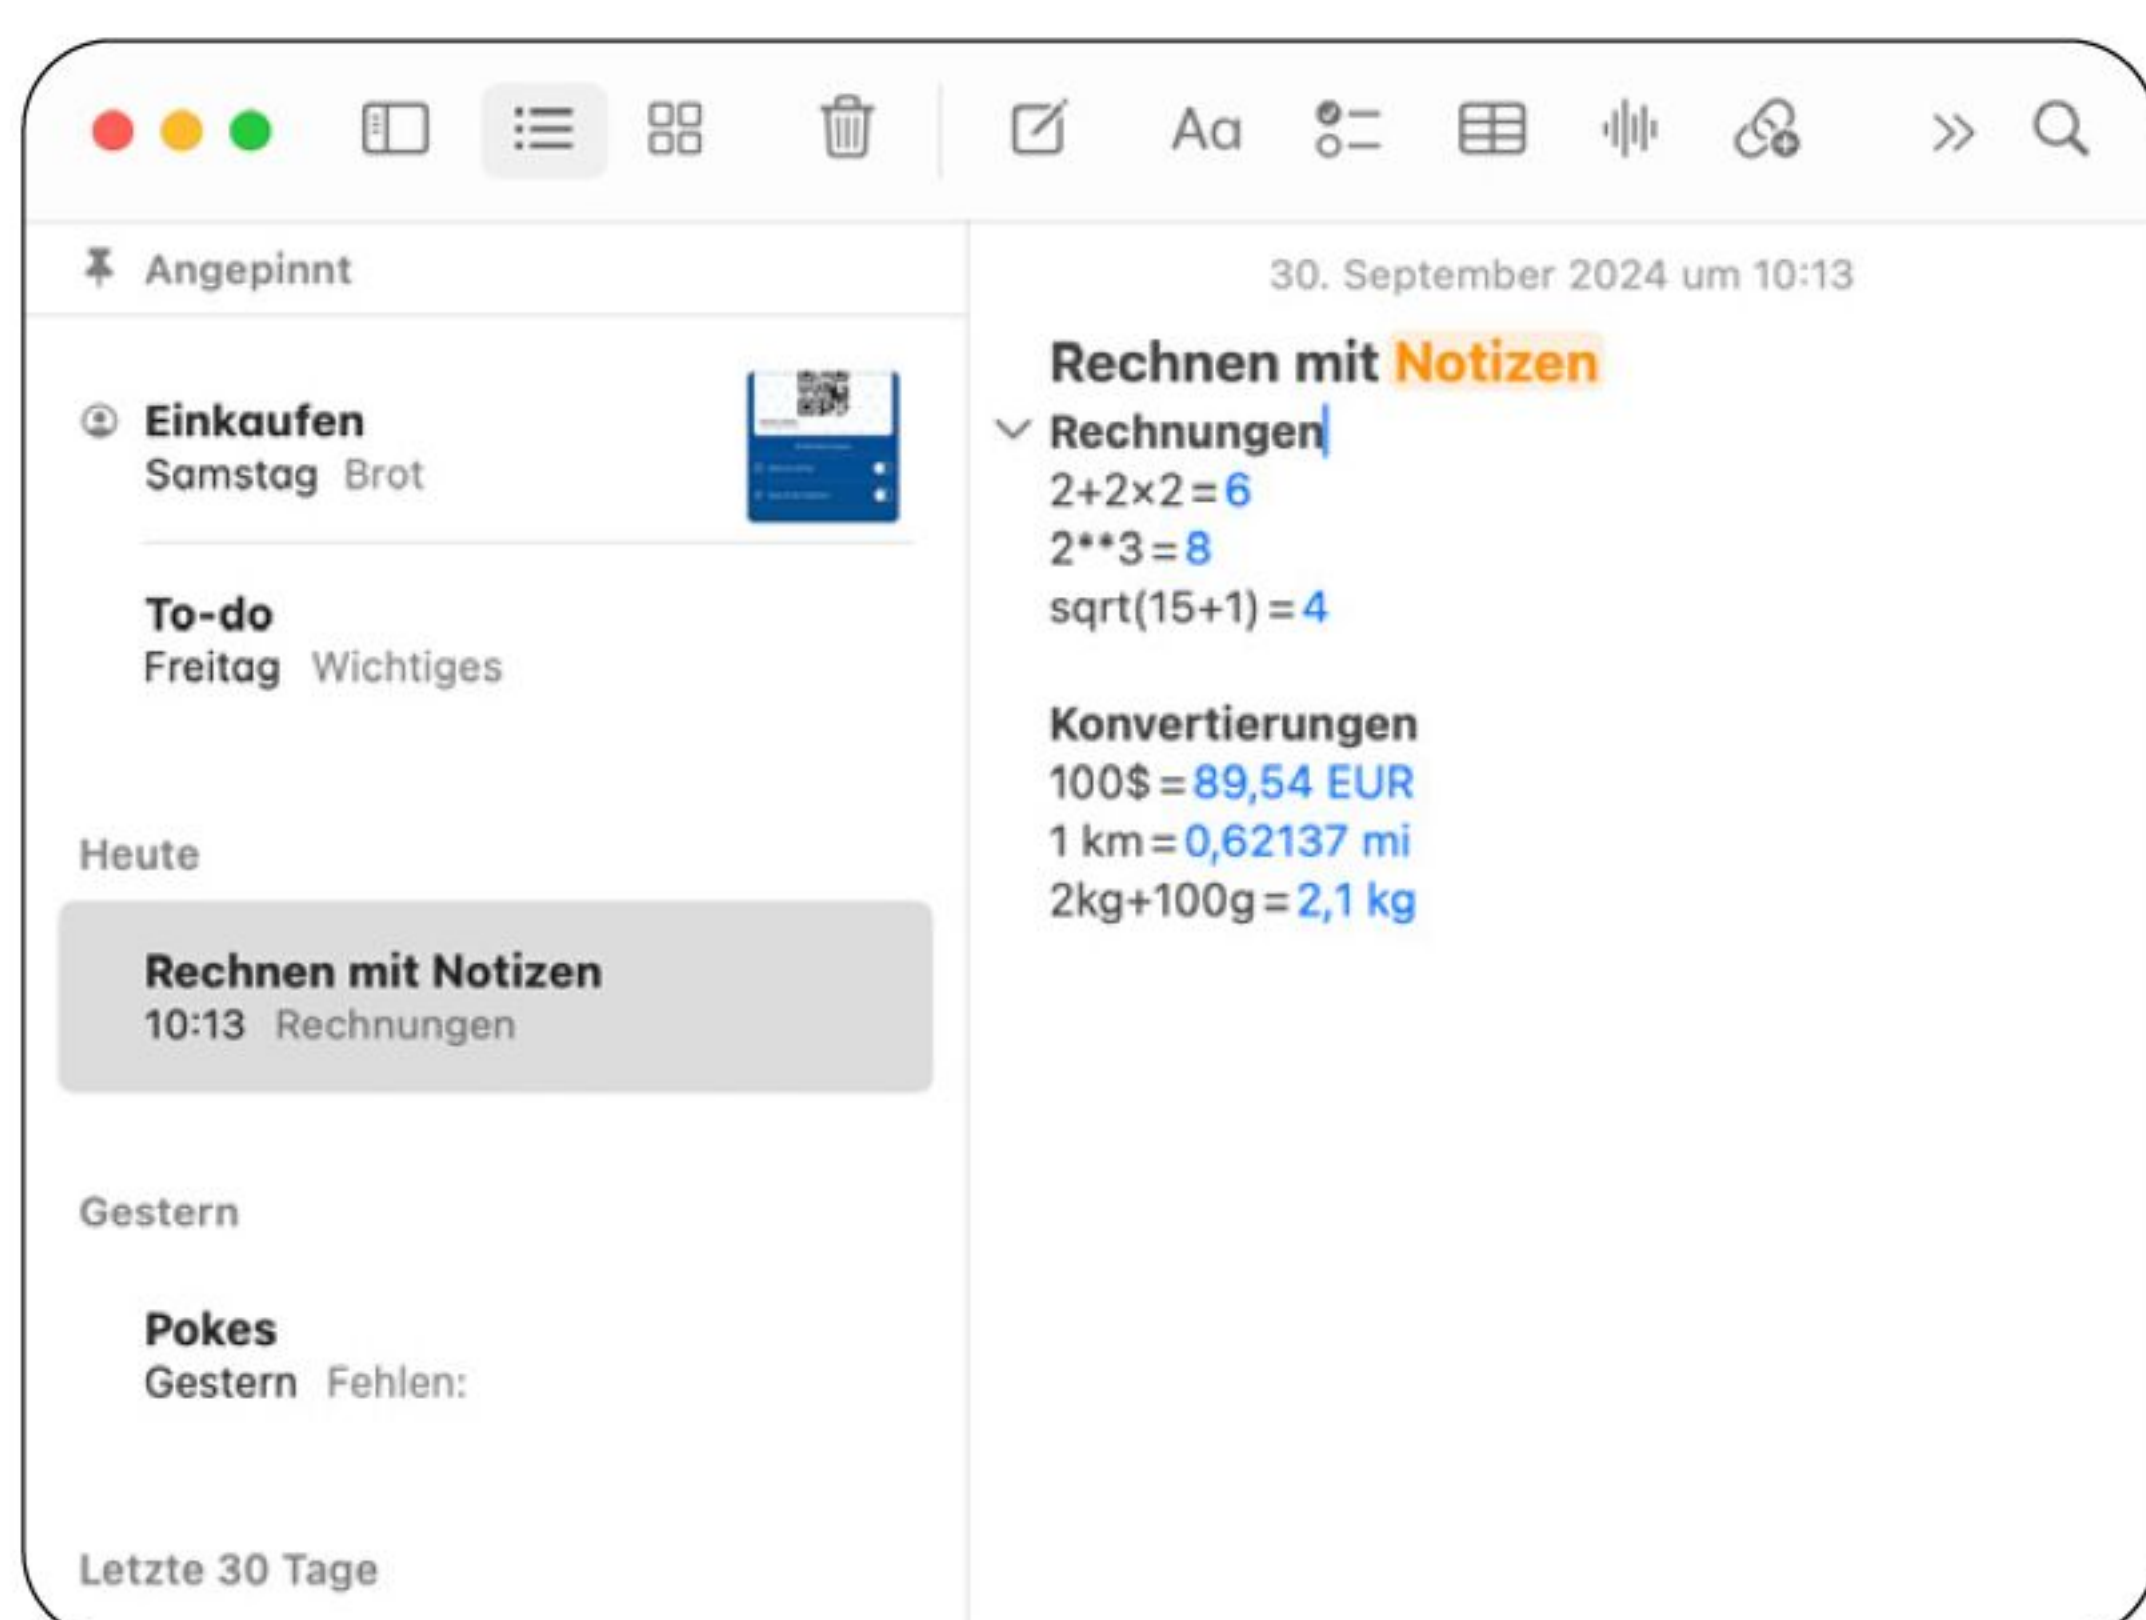 Aa
Angepinnt
Einkaufen
Samstag Brot
To-do
Freitag Wichtiges
Heute
Rechnen mit Notizen
10:13 Rechnungen
Gestern
Pokes
Gestern Fehlen:
Letzte 30 Tage
30. September 2024 um 10:13
Rechnen mit Notizen
Rechnungen
2+2×2=6
2**3=8
sqrt(15+1)=4
Konvertierungen
100$=89,54 EUR
1 km=0,62137 mi
2kg+100g=2,1 kg